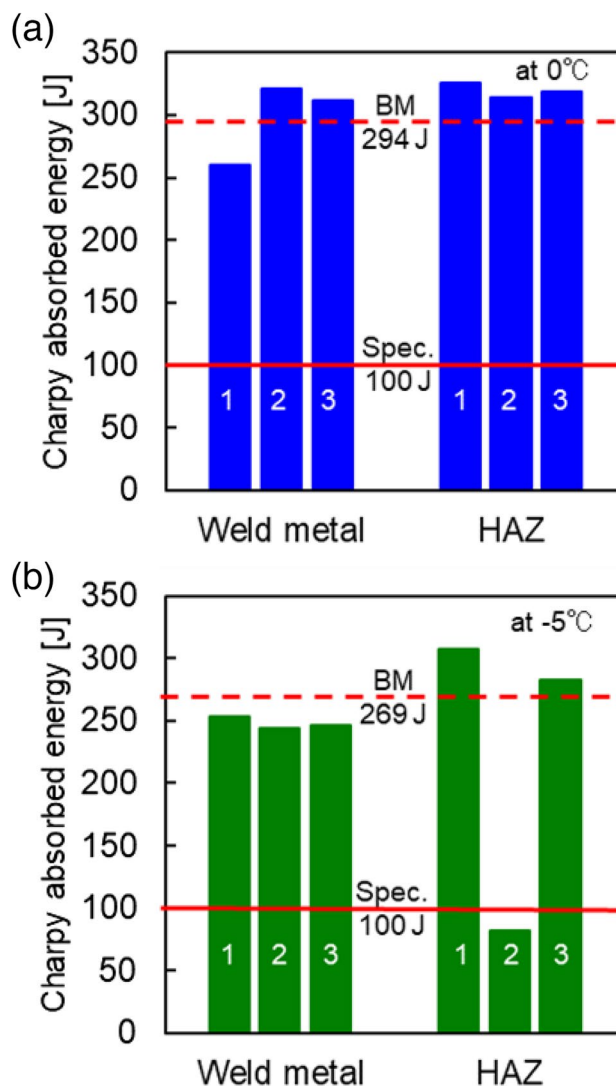 (a)
Charpy absorbed energy [J]
350
300
250
200
150
100
50
0
at 0℃
BM
294 J
Spec.
100 J
1 2 3
1 2 3
Weld metal
HAZ
(b)
Charpy absorbed energy [J]
350
300
250
200
150
100
50
0
at -5℃
BM
269 J
Spec.
100 J
1 2 3
1 2 3
Weld metal
HAZ